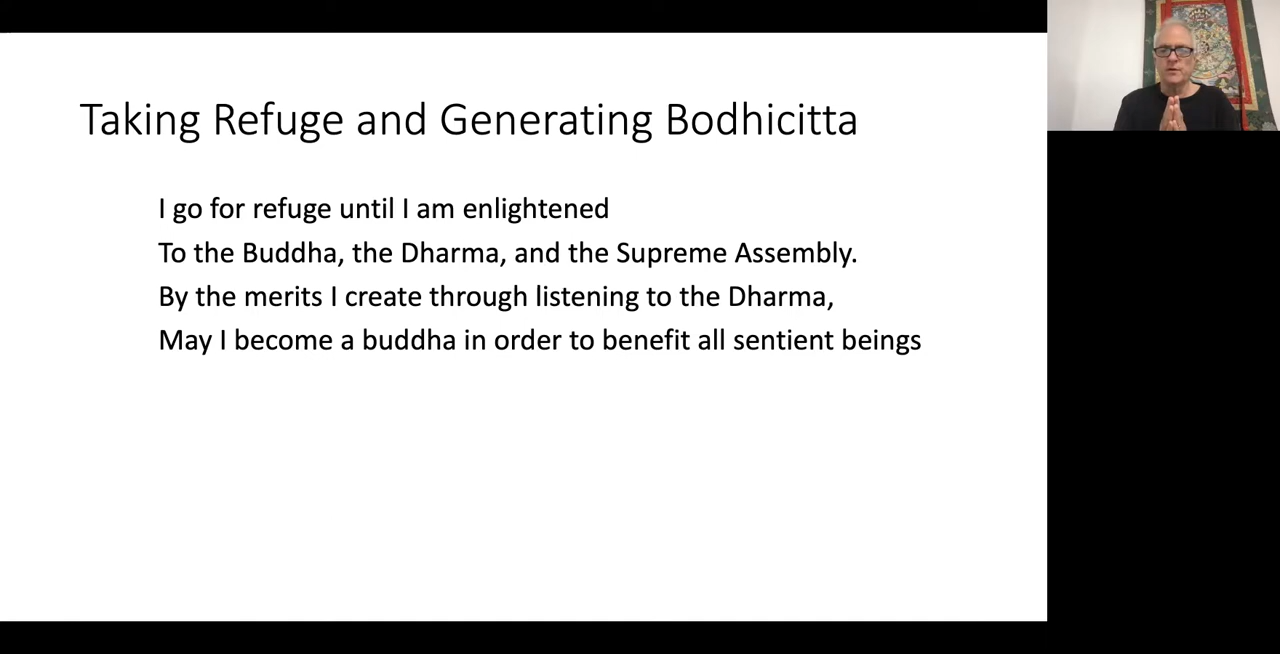 Taking Refuge and Generating Bodhicitta
I go for refuge until I am enlightened
To the Buddha, the Dharma, and the Supreme Assembly.
By the merits I create through listening to the Dharma,
May I become a buddha in order to benefit all sentient beings